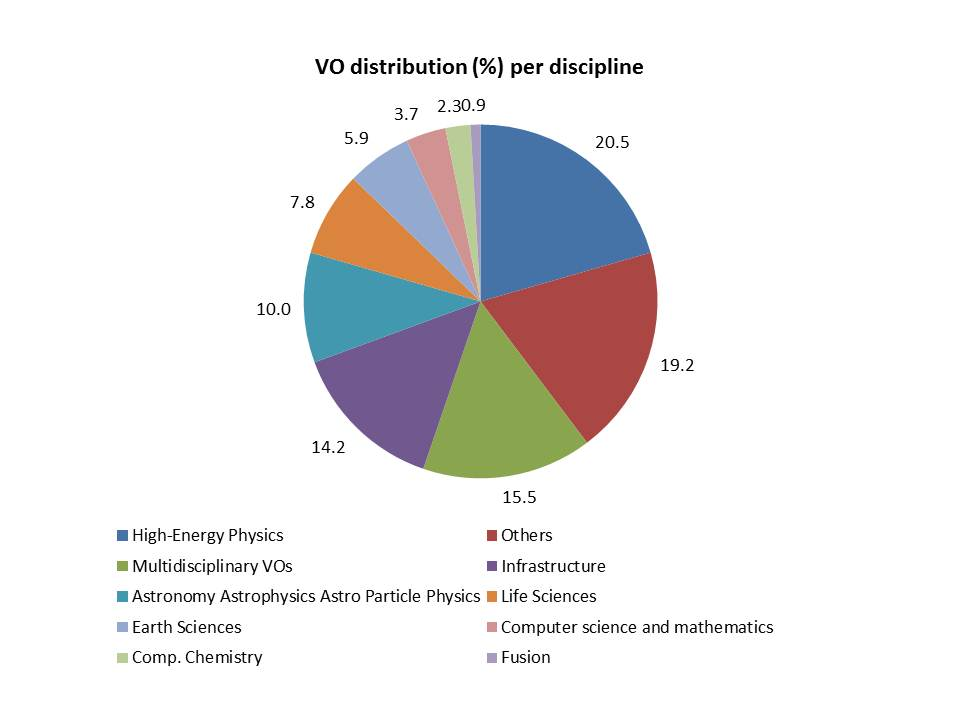 VO distribution (%) per discipline
2.3 0.9
3.7
5.9
20.5
7.8
10.0
19.2
14.2
15.5
High-Energy Physics
Others
Multidisciplinary VOs
Infrastructure
Astronomy Astrophysics Astro Particle Physics
Life Sciences
Earth Sciences
Computer science and mathematics
Comp. Chemistry
Fusion